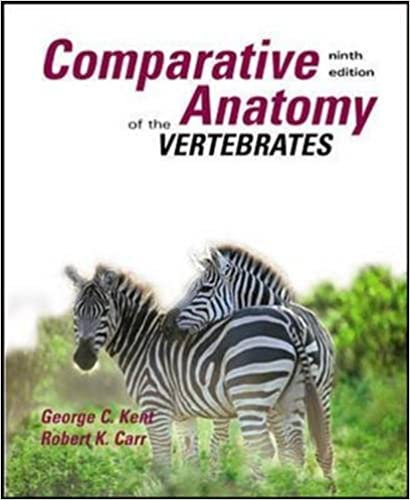 Comparative ninth
Anatomy edition
of the
VERTEBRATES
George C. Kent
Robert K. Carr